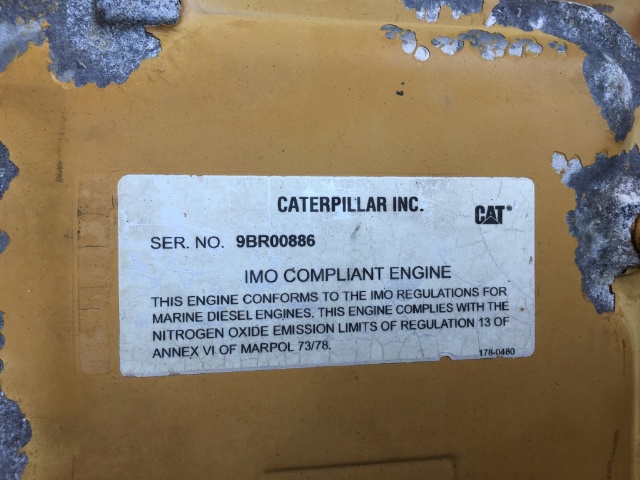 CATERPILLAR INC.
CAT®
SER. NO. 9BR00886
IMO COMPLIANT ENGINE
THIS ENGINE CONFORMS TO THE IMO REGULATIONS FOR
MARINE DIESEL ENGINES. THIS ENGINE COMPLIES WITH THE
NITROGEN OXIDE EMISSION LIMITS OF REGULATION 13 OF
ANNEX VI OF MARPOL 73/78.
178-0480